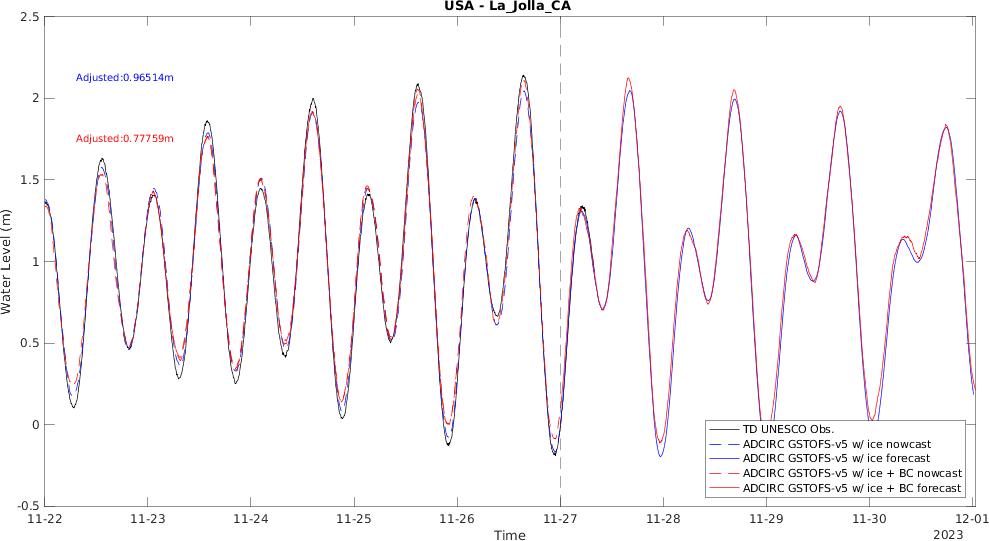 USA - La_Jolla_CA
2.5
2
1.5
1
0.5
0
-0.5
Water Level (m)
Adjusted:0.96514m
Adjusted:0.77759m
TD UNESCO Obs.
ADCIRC GSTOFS-v5 w/ ice nowcast
ADCIRC GSTOFS-v5 w/ ice forecast
ADCIRC GSTOFS-v5 w/ ice + BC nowcast
ADCIRC GSTOFS-v5 w/ ice + BC forecast
11-22 11-23 11-24 11-25 11-26 11-27 11-28 11-29 11-30 12-01
Time
2023